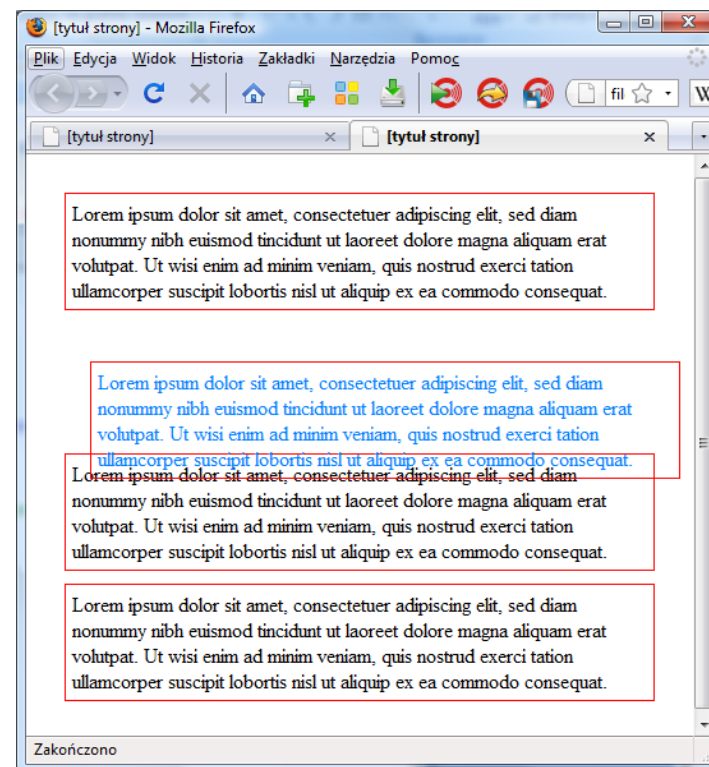 [tytuł strony] - Mozilla Firefox
Plik Edycja Widok Historia Zakładki Narzędzia Pomoc
fil W
[tytuł strony] [tytuł strony]
Lorem ipsum dolor sit amet, consectetuer adipiscing elit, sed diam
nonummy nibh euismod tincidunt ut laoreet dolore magna aliquam erat
volutpat. Ut wisi enim ad minim veniam, quis nostrud exerci tation
ullamcorper suscipit lobortis nisl ut aliquip ex ea commodo consequat.
Lorem ipsum dolor sit amet, consectetuer adipiscing elit, sed diam
nonummy nibh euismod tincidunt ut laoreet dolore magna aliquam erat
volutpat. Ut wisi enim ad minim veniam, quis nostrud exerci tation
ullamcorper suscipit lobortis nisl ut aliquip ex ea commodo consequat.
Lorem ipsum dolor sit amet, consectetuer adipiscing elit, sed diam
nonummy nibh euismod tincidunt ut laoreet dolore magna aliquam erat
volutpat. Ut wisi enim ad minim veniam, quis nostrud exerci tation
ullamcorper suscipit lobortis nisl ut aliquip ex ea commodo consequat.
Lorem ipsum dolor sit amet, consectetuer adipiscing elit, sed diam
nonummy nibh euismod tincidunt ut laoreet dolore magna aliquam erat
volutpat. Ut wisi enim ad minim veniam, quis nostrud exerci tation
ullamcorper suscipit lobortis nisl ut aliquip ex ea commodo consequat.
Zakończono